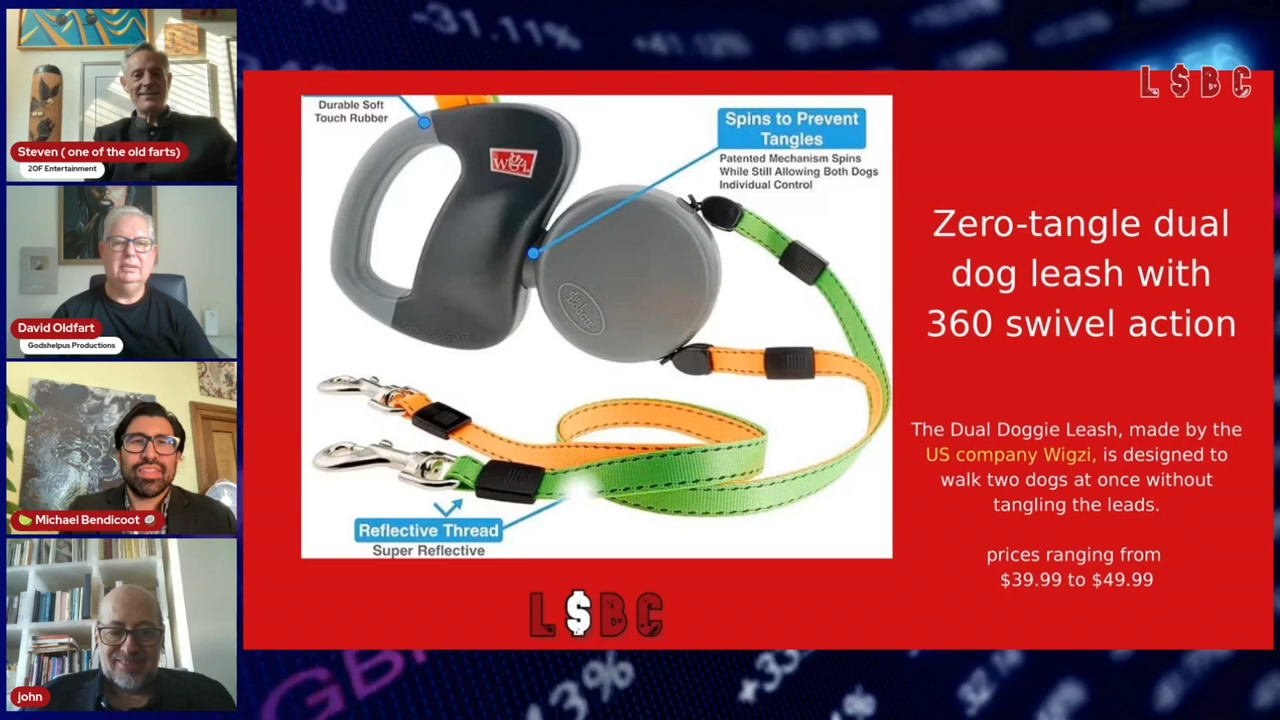 -31.11%
L$BC
Steven ( one of the old farts)
2OF Entertainment
David Oldfart
Godshelpus Productions
Michael Bendicoot
john
Durable Soft
Touch Rubber
Spins to Prevent
Tangles
Patented Mechanism Spins
While Still Allowing Both Dogs
Individual Control
wigzi
Reflective Thread
Super Reflective
Zero-tangle dual
dog leash with
360 swivel action
The Dual Doggie Leash, made by the
US company Wigzi, is designed to
walk two dogs at once without
tangling the leads.
prices ranging from
$39.99 to $49.99
L$BC
GBP